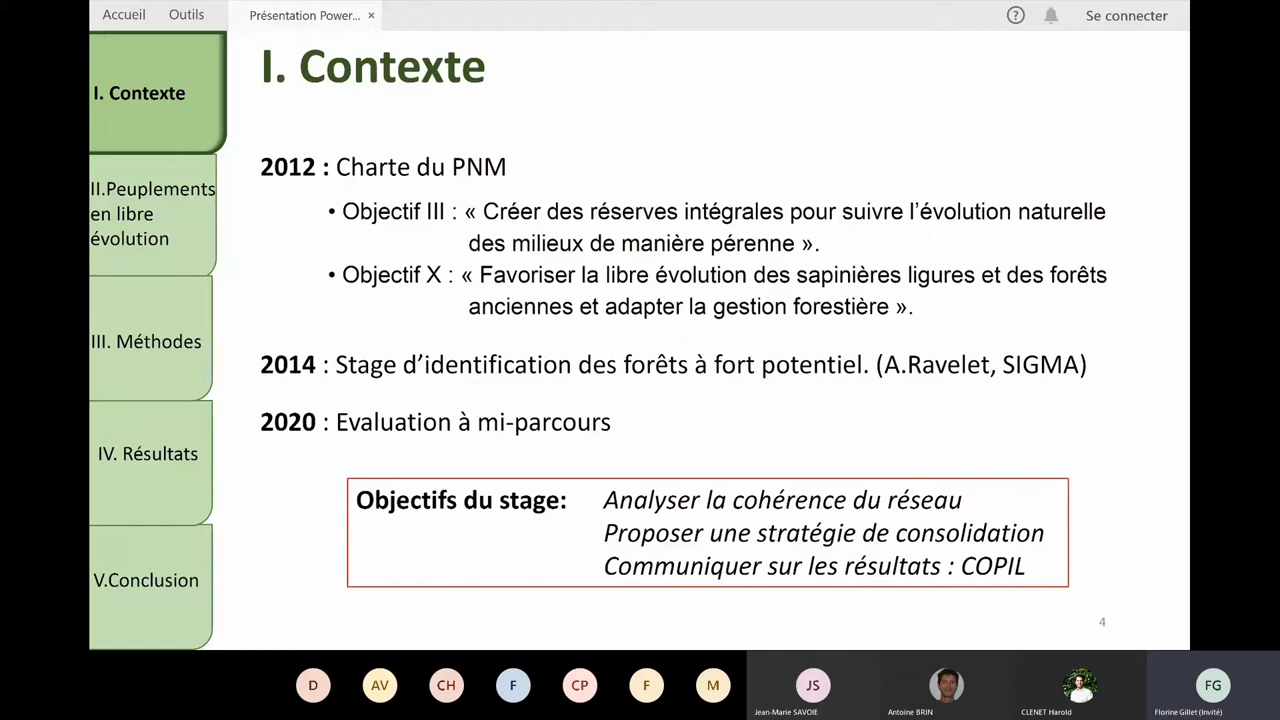 Accueil Outils Présentation Power... × ? Se connecter
I. Contexte
I. Contexte
II.Peuplements
en libre
évolution
III. Méthodes
IV. Résultats
V.Conclusion
2012 : Charte du PNM
• Objectif III : « Créer des réserves intégrales pour suivre l’évolution naturelle
des milieux de manière pérenne ».
• Objectif X : « Favoriser la libre évolution des sapinières ligures et des forêts
anciennes et adapter la gestion forestière ».
2014 : Stage d’identification des forêts à fort potentiel. (A.Ravelet, SIGMA)
2020 : Evaluation à mi-parcours
Objectifs du stage: Analyser la cohérence du réseau
Proposer une stratégie de consolidation
Communiquer sur les résultats : COPIL
4
D AV CH F CP F M JS FG
Jean-Marie SAVOIE Antoine BRIN CLENET Harold Florine Gillet (Invité)